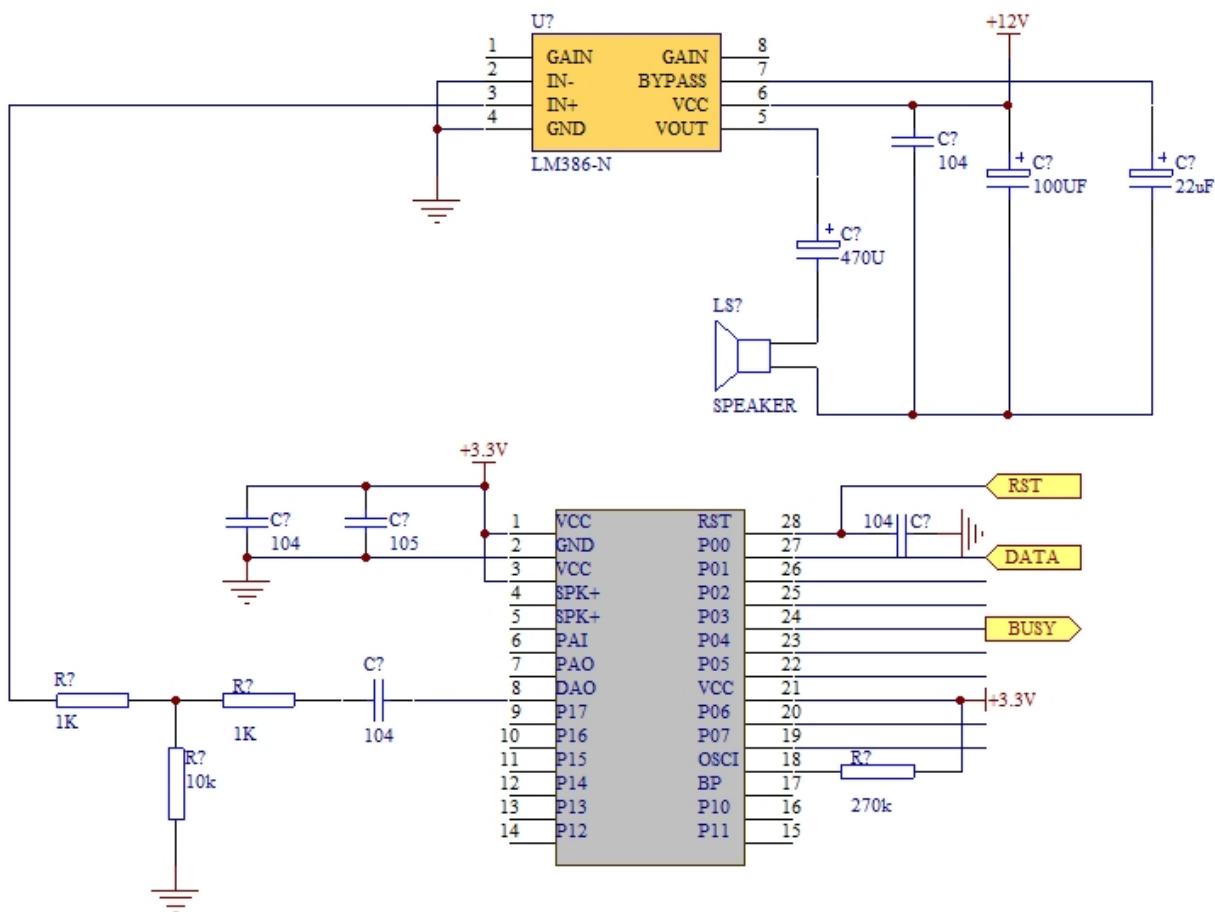 U?
+12V
1 GAIN GAIN 8
2 IN- BYPASS 7
3 IN+ VCC 6
4 GND VOUT 5
LM386-N
C?
104
C?
100UF
C?
22uF
C?
470U
LS?
SPEAKER
+3.3V
C?
104
C?
105
1 VCC RST 28
2 GND P00 27
3 VCC P01 26
4 SPK+ P02 25
5 SPK+ P03 24
6 PAI P04 23
7 PAO P05 22
8 DAO VCC 21
9 P17 P06 20
10 P16 P07 19
11 P15 OSCI 18
12 P14 BP 17
13 P13 P10 16
14 P12 P11 15
RST
104 C?
DATA
BUSY
+3.3V
R?
270k
R?
1K
R?
1K
C?
104
R?
10k